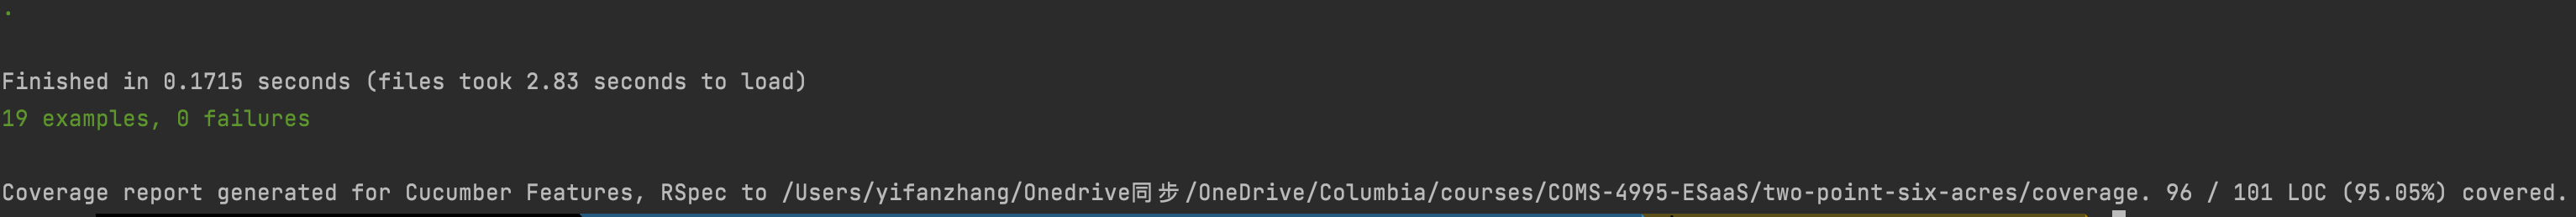 .
Finished in 0.1715 seconds (files took 2.83 seconds to load)
19 examples, 0 failures
Coverage report generated for Cucumber Features, RSpec to /Users/yifanzhang/Onedrive同步/OneDrive/Columbia/courses/COMS-4995-ESaaS/two-point-six-acres/coverage. 96 / 101 LOC (95.05%) covered.